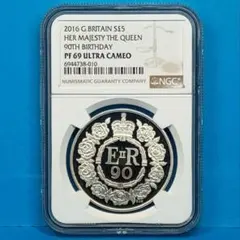 2016 G.BRITAIN S£5
HER MAJESTY THE QUEEN
90TH BIRTHDAY
PF 69 ULTRA CAMEO
6944738-010
NGC
NUMISMATIC GUARANTY COMPANY
EIIR
90